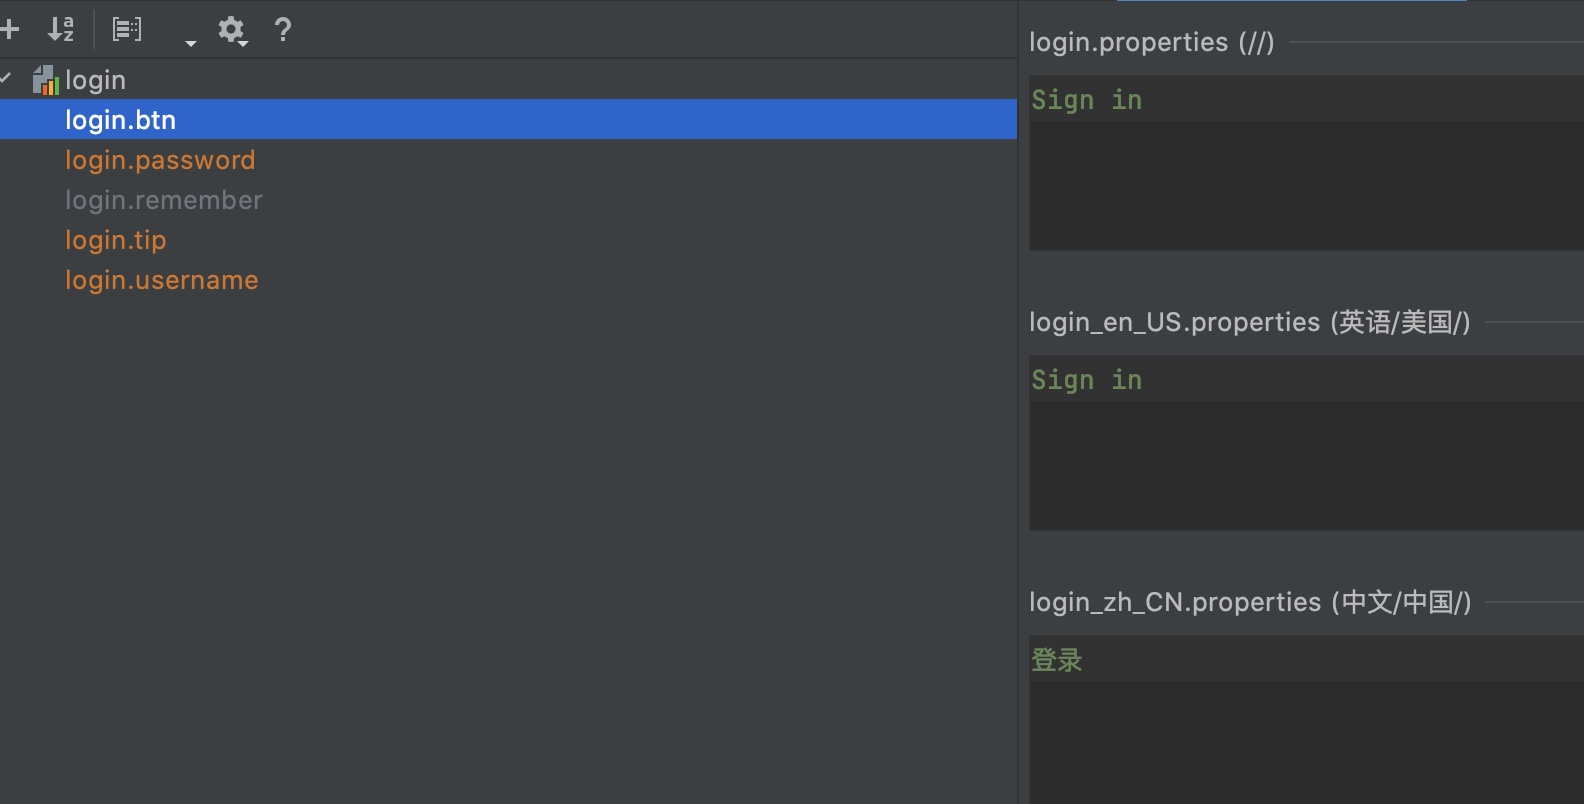 login
login.btn
login.password
login.remember
login.tip
login.username
login.properties (//)
Sign in
login_en_US.properties (英语/美国/)
Sign in
login_zh_CN.properties (中文/中国/)
登录